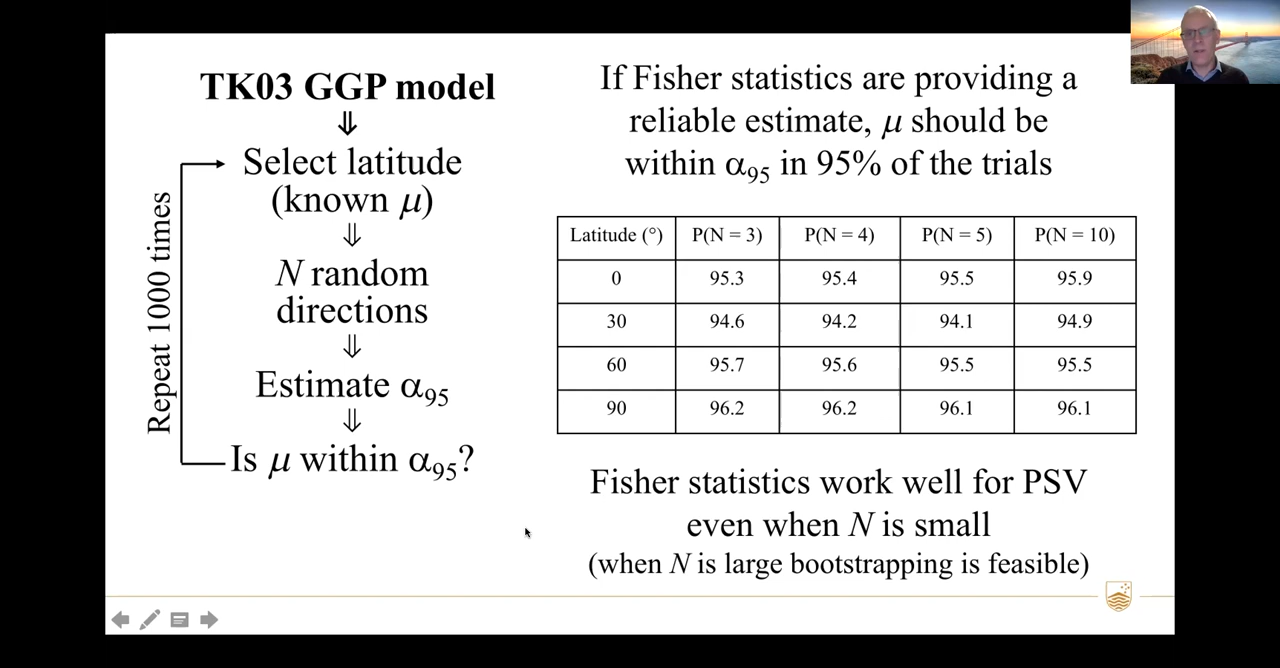 TK03 GGP model
⇓
Select latitude
(known μ)
⇓
N random
directions
⇓
Estimate α95
⇓
Is μ within α95?
Repeat 1000 times
If Fisher statistics are providing a
reliable estimate, μ should be
within α95 in 95% of the trials
Latitude (°) P(N = 3) P(N = 4) P(N = 5) P(N = 10)
0 95.3 95.4 95.5 95.9
30 94.6 94.2 94.1 94.9
60 95.7 95.6 95.5 95.5
90 96.2 96.2 96.1 96.1
Fisher statistics work well for PSV
even when N is small
(when N is large bootstrapping is feasible)